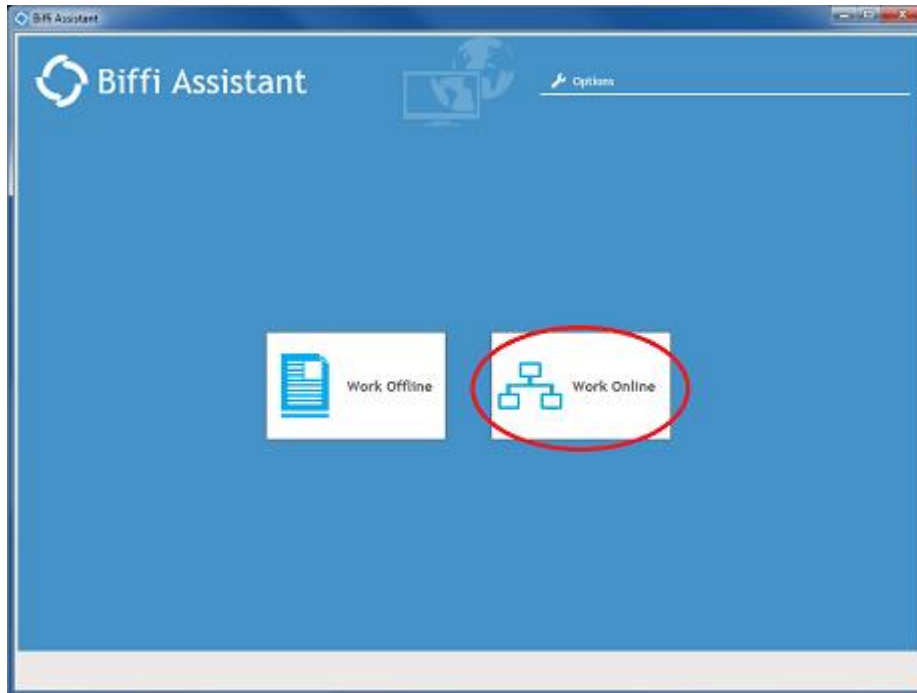 Biffi Assistant
Biffi Assistant
Options
Work Offline
Work Online